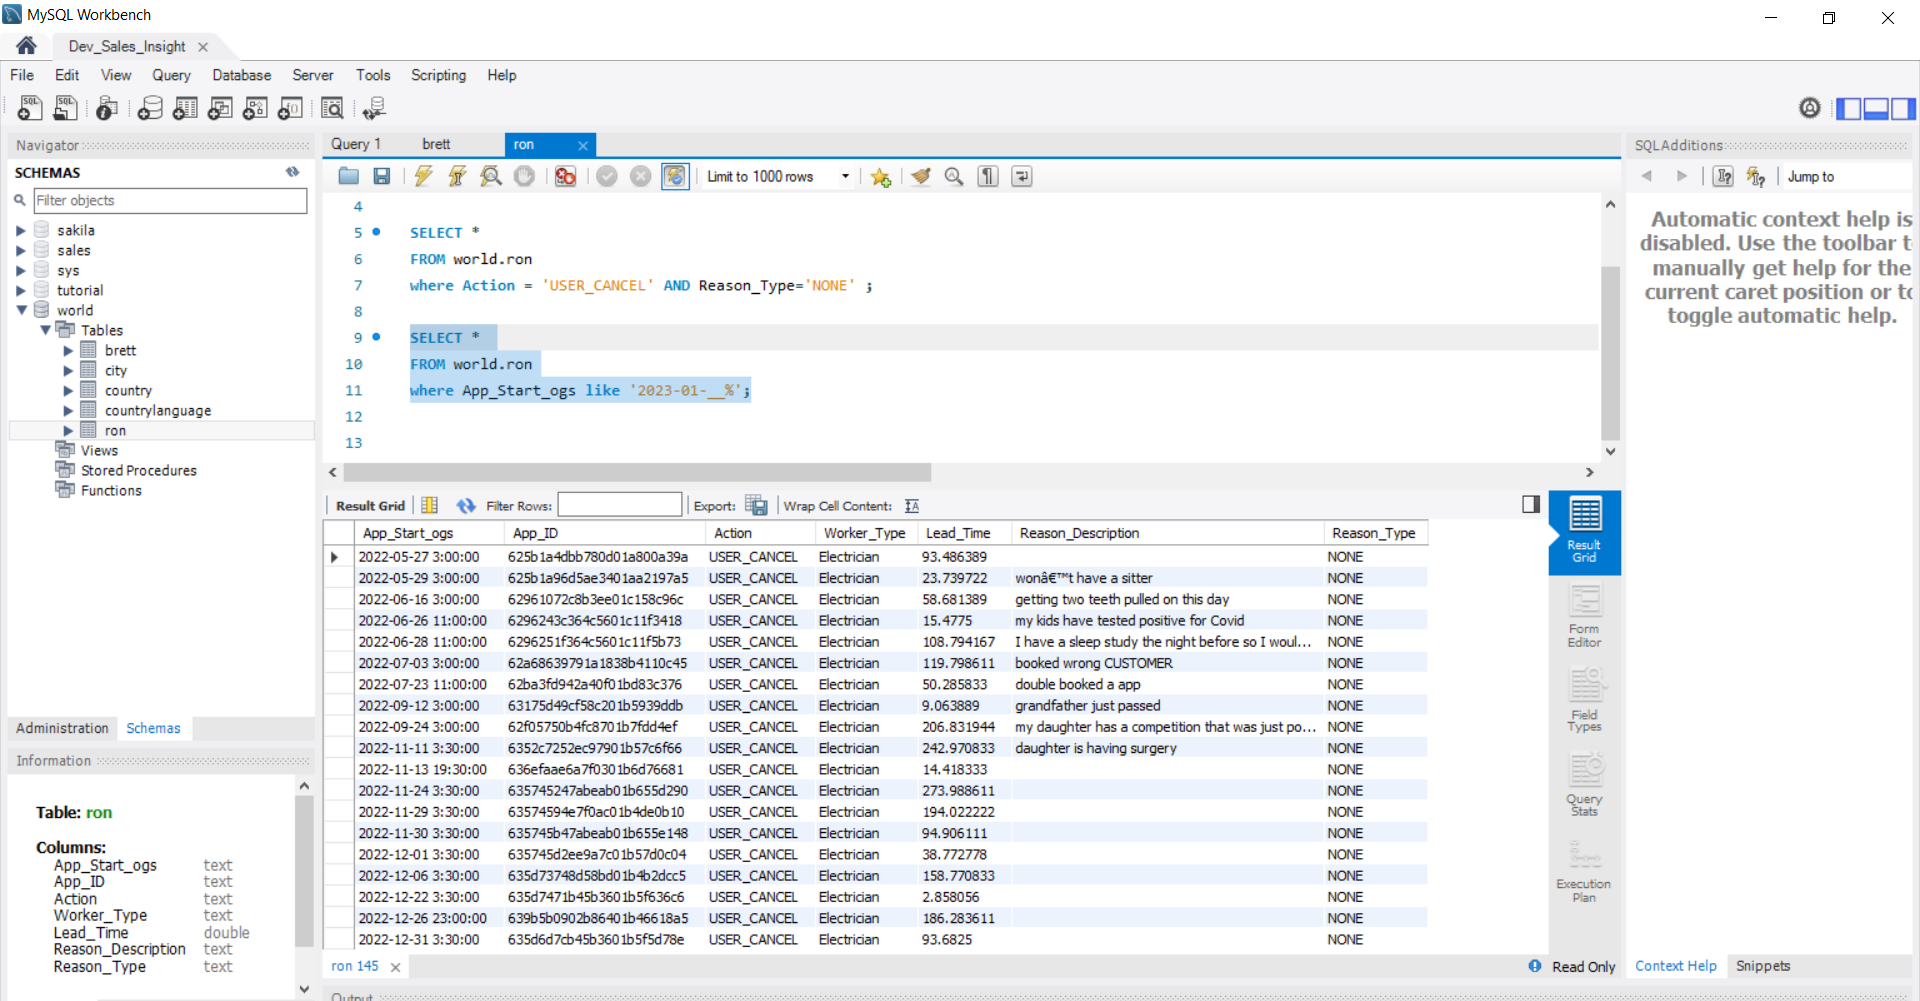 MySQL Workbench
Dev_Sales_Insight
File Edit View Query Database Server Tools Scripting Help
Navigator
SCHEMAS
Filter objects
sakila
sales
sys
tutorial
world
Tables
brett
city
country
countrylanguage
ron
Views
Stored Procedures
Functions
Administration Schemas
Information
Table: ron
Columns:
App_Start_ogs text
App_ID text
Action text
Worker_Type text
Lead_Time double
Reason_Description text
Reason_Type text
Query 1 brett ron
Limit to 1000 rows
4
5 SELECT *
6 FROM world.ron
7 where Action = 'USER_CANCEL' AND Reason_Type='NONE' ;
8
9 SELECT *
10 FROM world.ron
11 where App_Start_ogs like '2023-01-__%';
12
13
Result Grid Filter Rows: Export: Wrap Cell Content:
App_Start_ogs App_ID Action Worker_Type Lead_Time Reason_Description Reason_Type
2022-05-27 3:00:00 625b1a4dbb780d01a800a39a USER_CANCEL Electrician 93.486389 NONE
2022-05-29 3:00:00 625b1a96d5ae3401aa2197a5 USER_CANCEL Electrician 23.739722 wonâ€™t have a sitter NONE
2022-06-16 3:00:00 62961072c8b3ee01c158c96c USER_CANCEL Electrician 58.681389 getting two teeth pulled on this day NONE
2022-06-26 11:00:00 6296243c364c5601c11f3418 USER_CANCEL Electrician 15.4775 my kids have tested positive for Covid NONE
2022-06-28 11:00:00 6296251f364c5601c11f5b73 USER_CANCEL Electrician 108.794167 I have a sleep study the night before so I woul... NONE
2022-07-03 3:00:00 62a68639791a1838b4110c45 USER_CANCEL Electrician 119.798611 booked wrong CUSTOMER NONE
2022-07-23 11:00:00 62ba3fd942a40f01bd83c376 USER_CANCEL Electrician 50.285833 double booked a app NONE
2022-09-12 3:00:00 63175d49cf58c201b5939ddb USER_CANCEL Electrician 9.063889 grandfather just passed NONE
2022-09-24 3:00:00 62f05750b4fc8701b7fdd4ef USER_CANCEL Electrician 206.831944 my daughter has a competition that was just po... NONE
2022-11-11 3:30:00 6352c7252ec97901b57c6f66 USER_CANCEL Electrician 242.970833 daughter is having surgery NONE
2022-11-13 19:30:00 636efaae6a7f0301b6d76681 USER_CANCEL Electrician 14.418333 NONE
2022-11-24 3:30:00 635745247abeab01b655d290 USER_CANCEL Electrician 273.988611 NONE
2022-11-29 3:30:00 63574594e7f0ac01b4de0b10 USER_CANCEL Electrician 194.022222 NONE
2022-11-30 3:30:00 635745b47abeab01b655e148 USER_CANCEL Electrician 94.906111 NONE
2022-12-01 3:30:00 635745d2ee9a7c01b57d0c04 USER_CANCEL Electrician 38.772778 NONE
2022-12-06 3:30:00 635d73748d58bd01b4b2dcc5 USER_CANCEL Electrician 158.770833 NONE
2022-12-22 3:30:00 635d7471b45b3601b5f636c6 USER_CANCEL Electrician 2.858056 NONE
2022-12-26 23:00:00 639b5b0902b86401b46618a5 USER_CANCEL Electrician 186.283611 NONE
2022-12-31 3:30:00 635d6d7cb45b3601b5f5d78e USER_CANCEL Electrician 93.6825 NONE
ron 145
Read Only
Output
Result
Grid
Form
Editor
Field
Types
Query
Stats
Execution
Plan
SQLAdditions
Jump to
Automatic context help is
disabled. Use the toolbar t
manually get help for the
current caret position or to
toggle automatic help.
Context Help Snippets